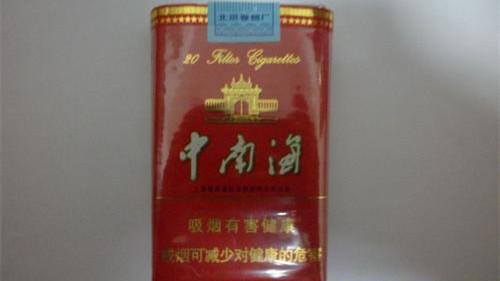 北京卷烟厂
20 Filter Cigarettes
中南海
吸烟有害健康
戒烟可减少对健康的危害